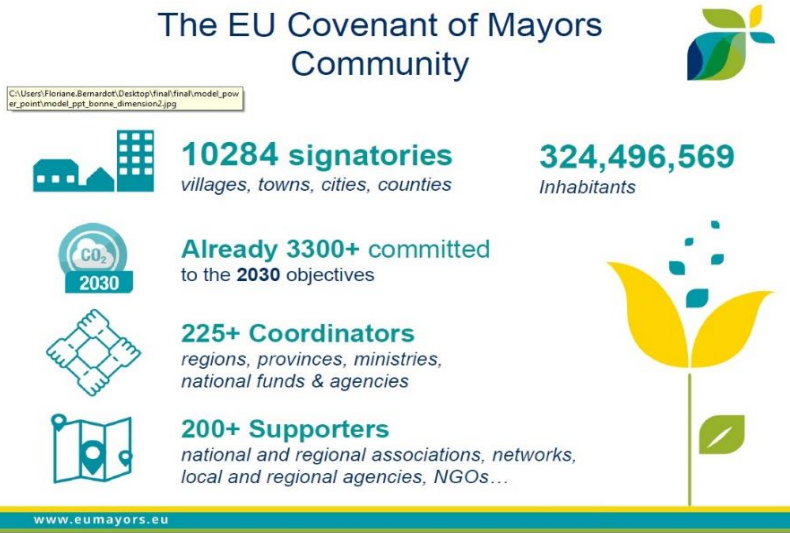 The EU Covenant of Mayors
Community
C:\Users\Floriane.Bernardot\Desktop\final\final\model_pow
er_point\model_ppt_bonne_dimension2.jpg
10284 signatories
villages, towns, cities, counties
324,496,569
Inhabitants
CO2
2030
Already 3300+ committed
to the 2030 objectives
225+ Coordinators
regions, provinces, ministries,
national funds & agencies
200+ Supporters
national and regional associations, networks,
local and regional agencies, NGOs…
www.eumayors.eu